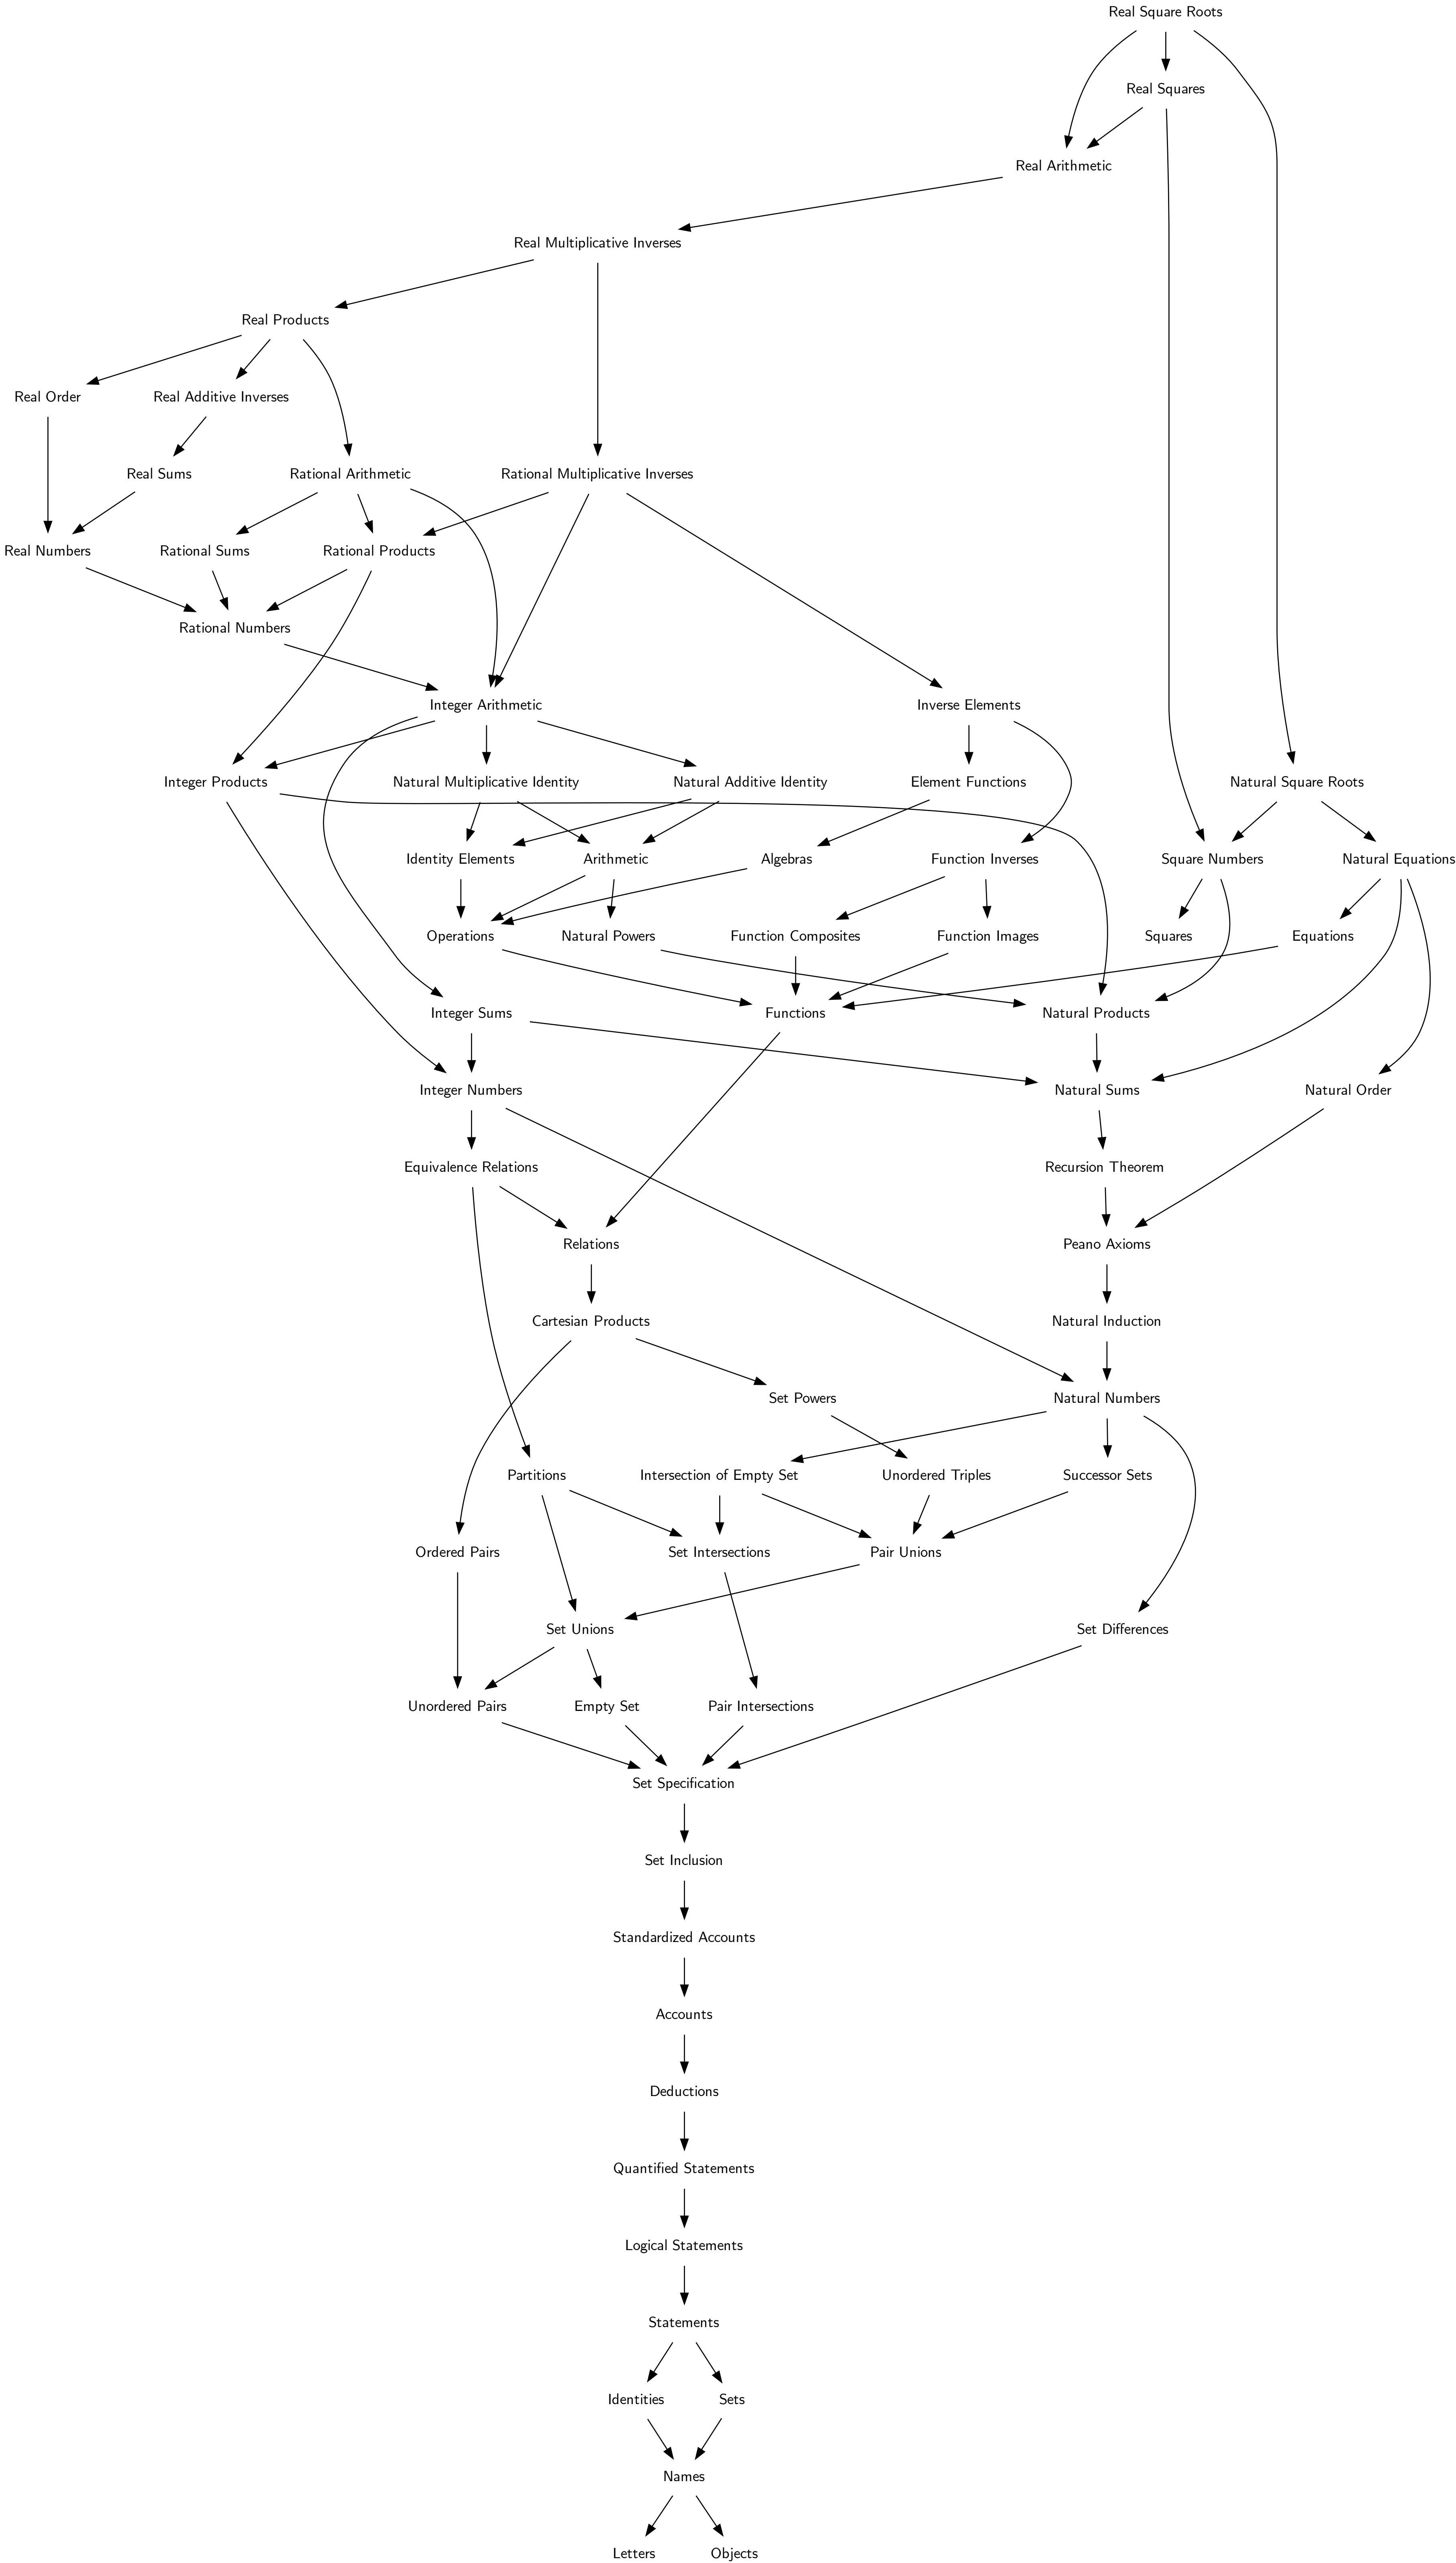 Real Square Roots
Real Squares
Real Arithmetic
Real Multiplicative Inverses
Real Products
Real Order
Real Additive Inverses
Real Sums
Rational Arithmetic
Rational Multiplicative Inverses
Real Numbers
Rational Sums
Rational Products
Rational Numbers
Integer Arithmetic
Inverse Elements
Integer Products
Natural Multiplicative Identity
Natural Additive Identity
Element Functions
Natural Square Roots
Identity Elements
Arithmetic
Algebras
Function Inverses
Square Numbers
Natural Equations
Operations
Natural Powers
Function Composites
Function Images
Squares
Equations
Integer Sums
Functions
Natural Products
Integer Numbers
Natural Sums
Natural Order
Equivalence Relations
Recursion Theorem
Relations
Peano Axioms
Cartesian Products
Natural Induction
Set Powers
Natural Numbers
Partitions
Intersection of Empty Set
Unordered Triples
Successor Sets
Ordered Pairs
Set Intersections
Pair Unions
Set Unions
Set Differences
Unordered Pairs
Empty Set
Pair Intersections
Set Specification
Set Inclusion
Standardized Accounts
Accounts
Deductions
Quantified Statements
Logical Statements
Statements
Identities
Sets
Names
Letters
Objects